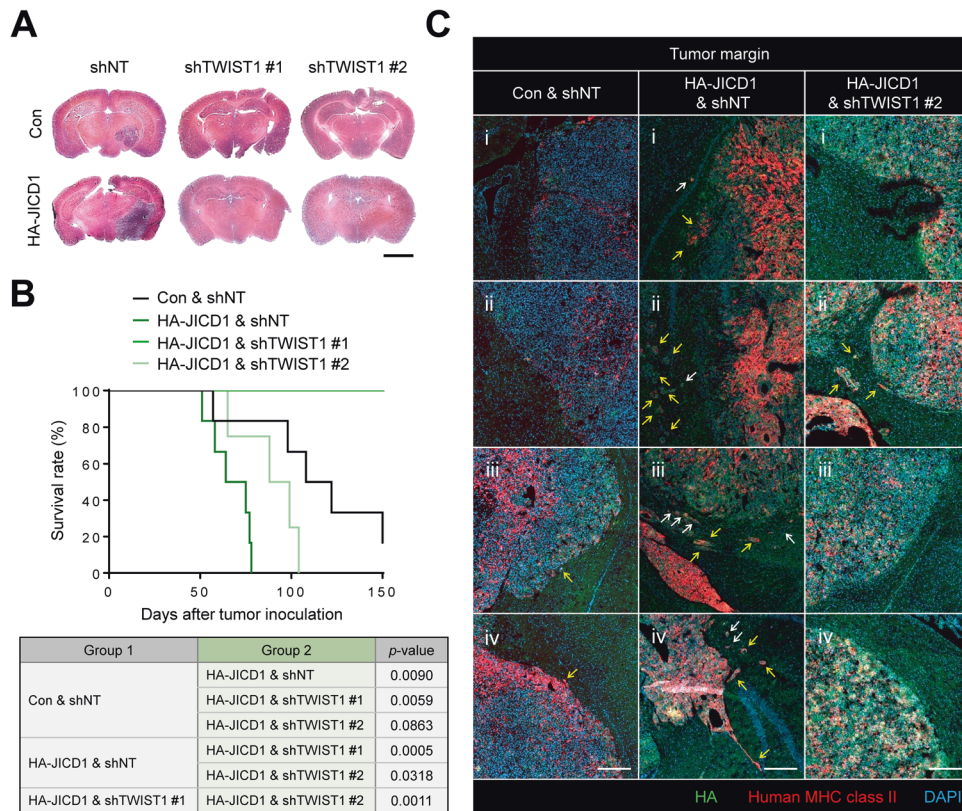 A
shNT
shTWIST1 #1
shTWIST1 #2
Con
HA-JICD1
B
Con & shNT
HA-JICD1 & shNT
HA-JICD1 & shTWIST1 #1
HA-JICD1 & shTWIST1 #2
Survival rate (%)
100
80
60
40
20
0
0
50
100
150
Days after tumor inoculation
Group 1
Group 2
p-value
Con & shNT
HA-JICD1 & shNT
0.0090
HA-JICD1 & shTWIST1 #1
0.0059
HA-JICD1 & shTWIST1 #2
0.0863
HA-JICD1 & shNT
HA-JICD1 & shTWIST1 #1
0.0005
HA-JICD1 & shTWIST1 #2
0.0318
HA-JICD1 & shTWIST1 #1
HA-JICD1 & shTWIST1 #2
0.0011
C
Tumor margin
Con & shNT
HA-JICD1
& shNT
HA-JICD1
& shTWIST1 #2
i
i
i
ii
ii
ii
iii
iii
iii
iv
iv
iv
HA
Human MHC class II
DAPI